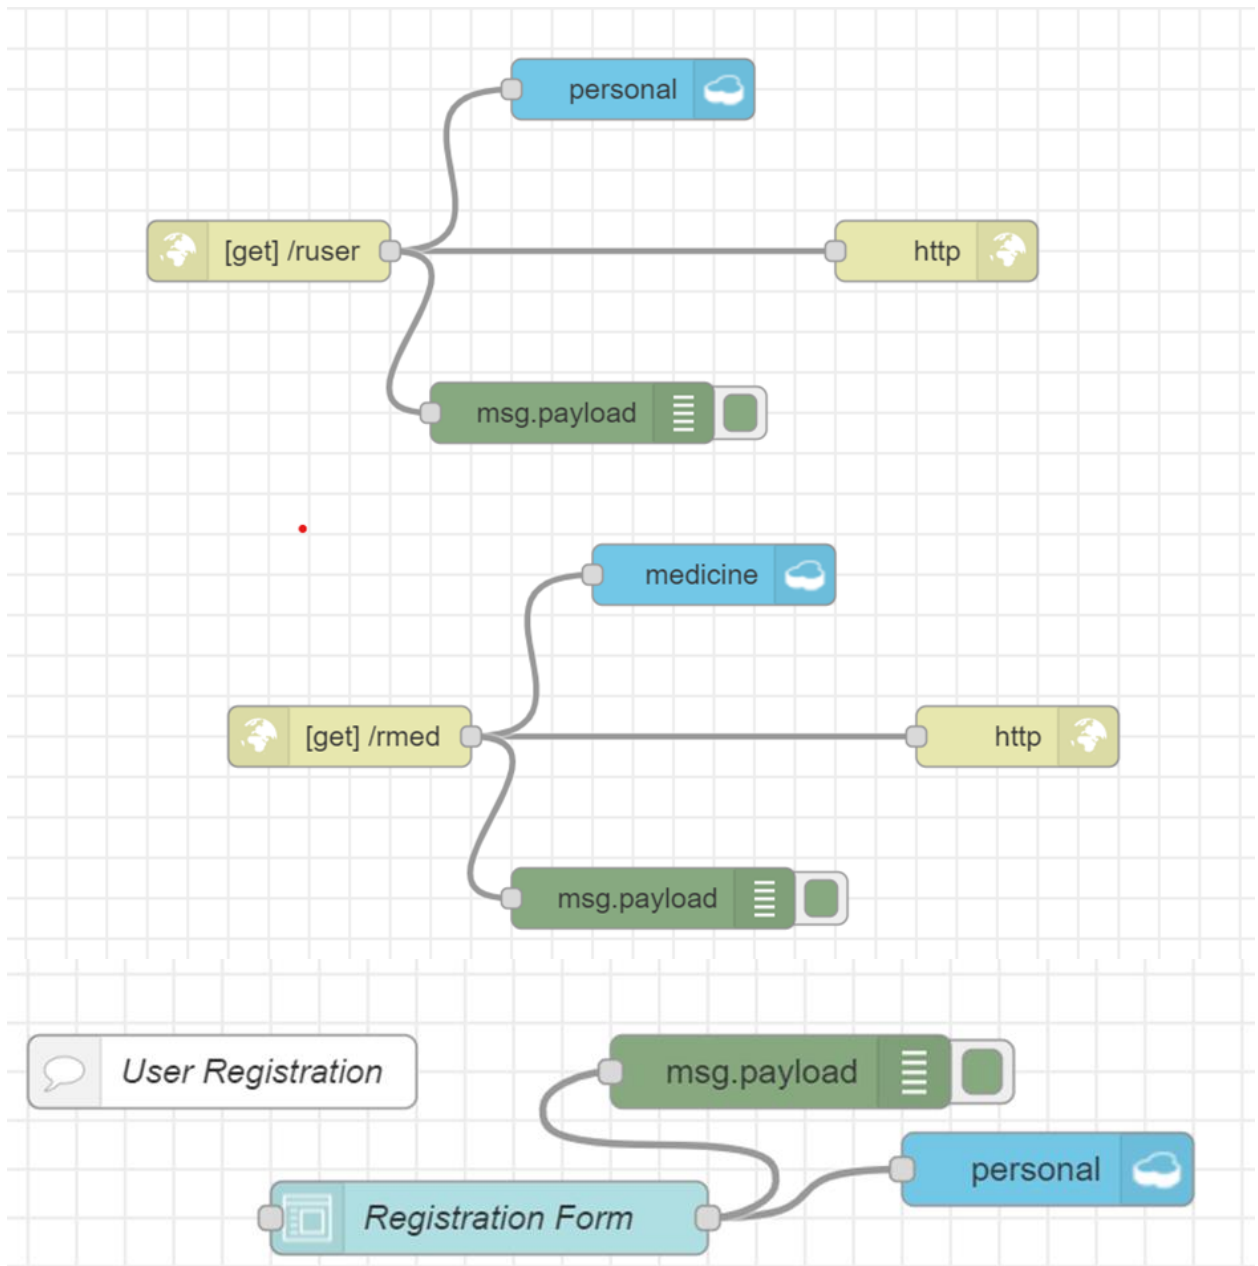 personal
[get] /ruser
http
msg.payload
medicine
[get] /rmed
http
msg.payload
User Registration
msg.payload
personal
Registration Form